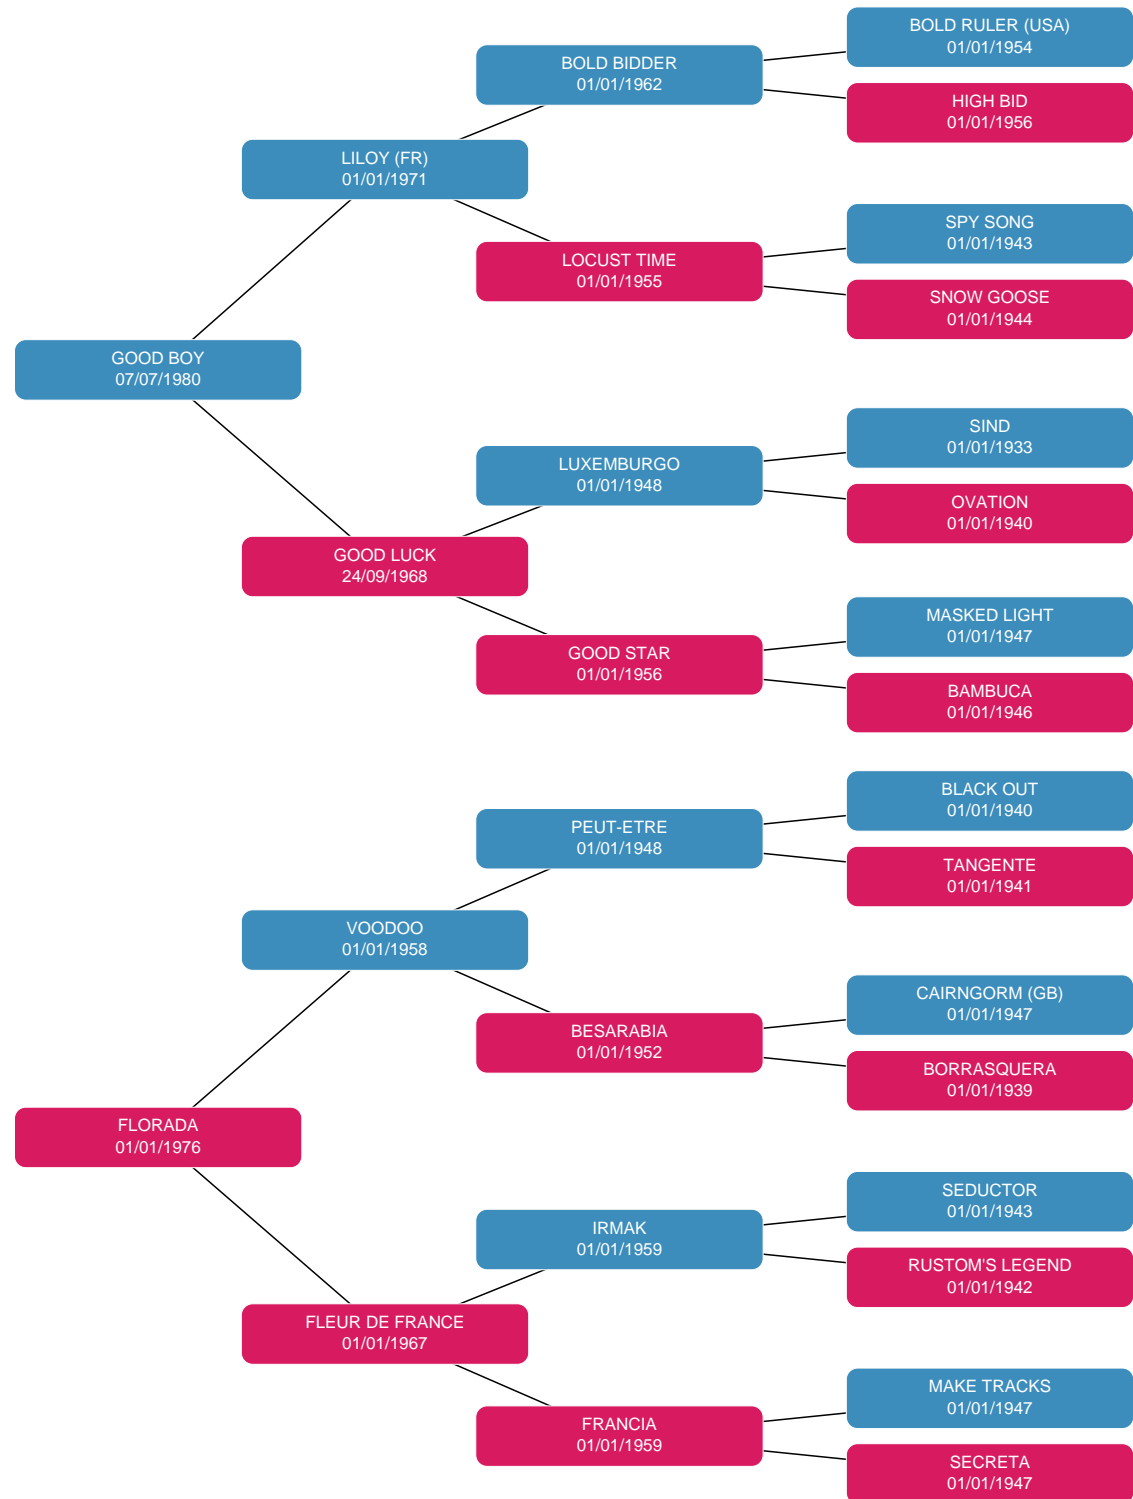 BOLD RULER (USA)
01/01/1954
BOLD BIDDER
01/01/1962
HIGH BID
01/01/1956
LILOY (FR)
01/01/1971
SPY SONG
01/01/1943
LOCUST TIME
01/01/1955
SNOW GOOSE
01/01/1944
GOOD BOY
07/07/1980
SIND
01/01/1933
LUXEMBURGO
01/01/1948
OVATION
01/01/1940
GOOD LUCK
24/09/1968
MASKED LIGHT
01/01/1947
GOOD STAR
01/01/1956
BAMBUCA
01/01/1946
BLACK OUT
01/01/1940
PEUT-ETRE
01/01/1948
TANGENTE
01/01/1941
VOODOO
01/01/1958
CAIRNGORM (GB)
01/01/1947
BESARABIA
01/01/1952
BORRASQUERA
01/01/1939
FLORADA
01/01/1976
SEDUCTOR
01/01/1943
IRMAK
01/01/1959
RUSTOM'S LEGEND
01/01/1942
FLEUR DE FRANCE
01/01/1967
MAKE TRACKS
01/01/1947
FRANCIA
01/01/1959
SECRETA
01/01/1947